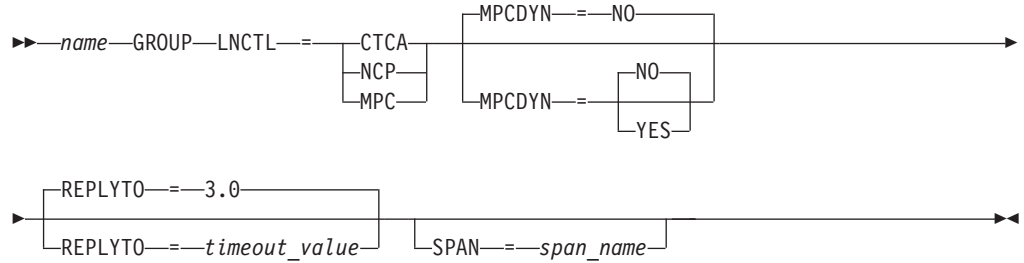 MPCDYN = NO
name GROUP LNCTL = CTCA
NCP
MPC
MPCDYN = NO
YES
REPLYTO = 3.0
REPLYTO = timeout_value
SPAN = span_name